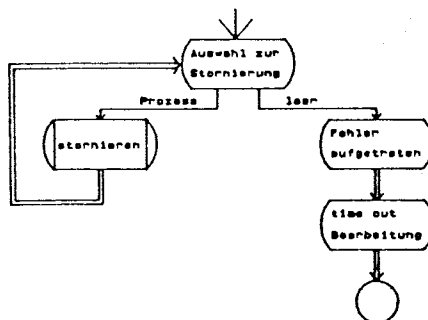 Auswahl zur
Stornierung
Prozess
leer
stornieren
Fehler
aufgetreten
time out
Bearbeitung